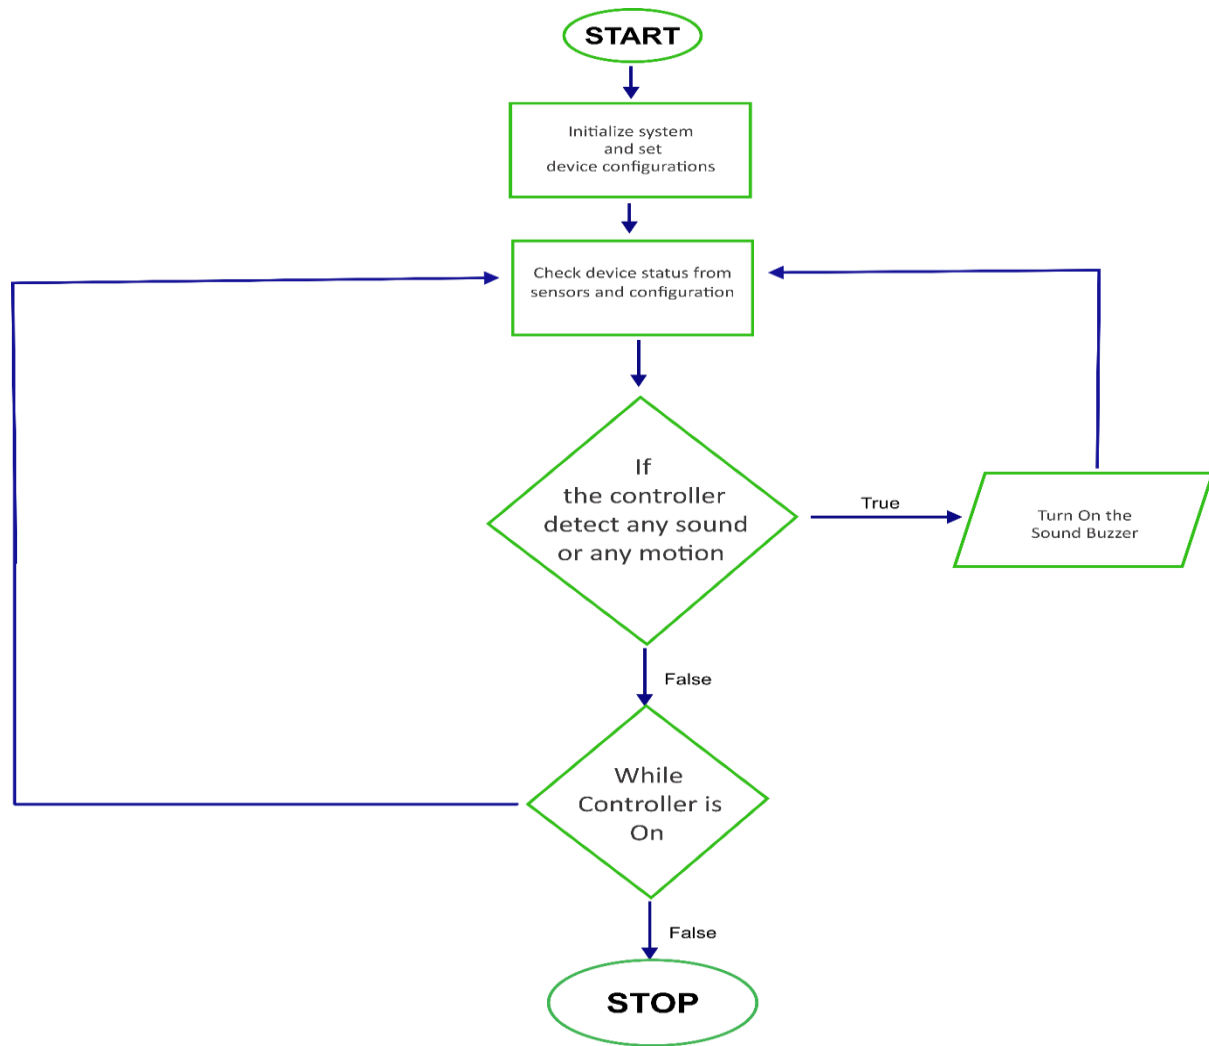 START
Initialize system
and set
device configurations
Check device status from
sensors and configuration
If
the controller
detect any sound
or any motion
True
Turn On the
Sound Buzzer
False
While
Controller is
On
False
STOP